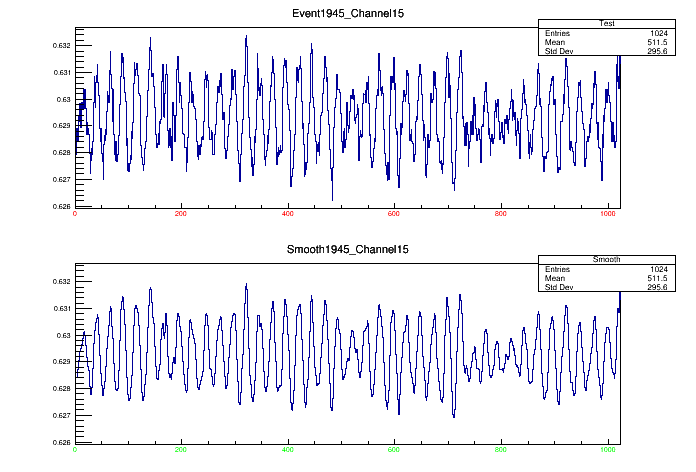 Event1945_Channel15
Test
Entries 1024
Mean 511.5
Std Dev 295.6
0.632
0.631
0.63
0.629
0.628
0.627
0.626
0 200 400 600 800 1000
Smooth1945_Channel15
Smooth
Entries 1024
Mean 511.5
Std Dev 295.6
0.632
0.631
0.63
0.629
0.628
0.627
0.626
0 200 400 600 800 1000